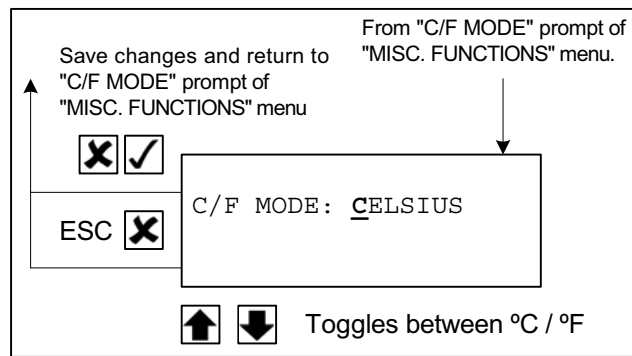 From "C/F MODE" prompt of
"MISC. FUNCTIONS" menu.
Save changes and return to
"C/F MODE" prompt of
"MISC. FUNCTIONS" menu
C/F MODE: CELSIUS
ESC
Toggles between ºC / ºF